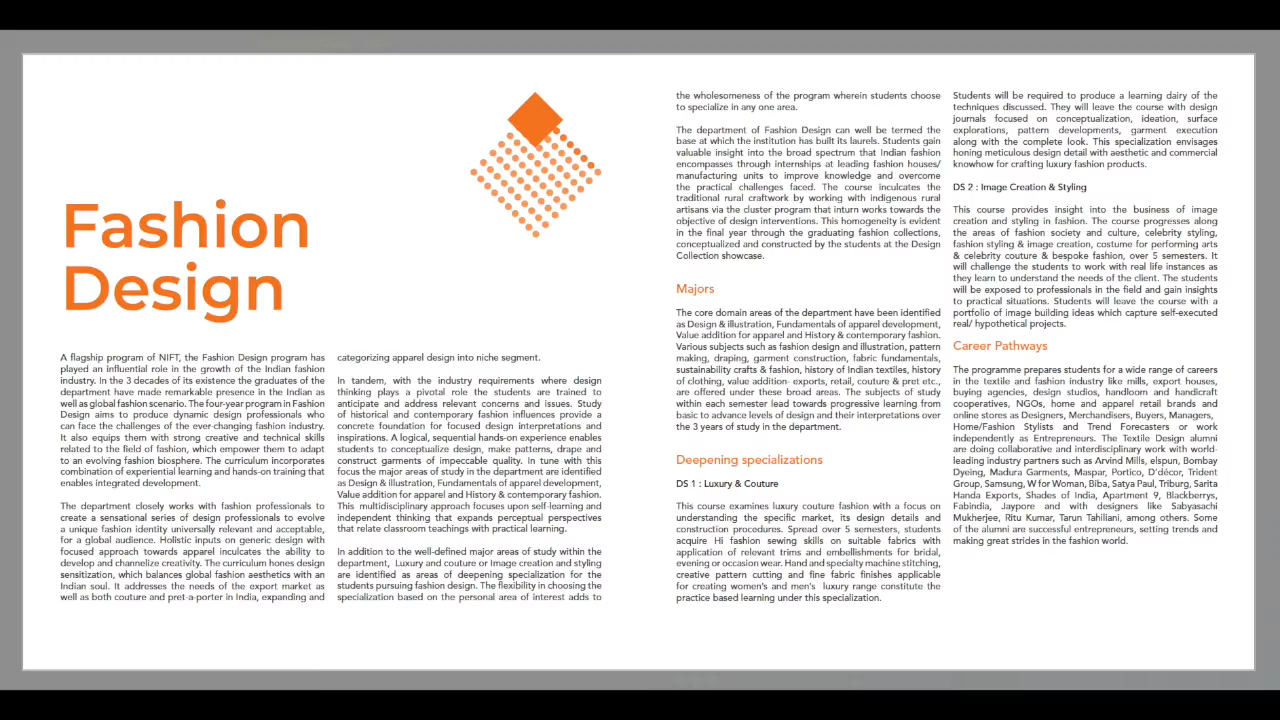 Fashion
Design
A flagship program of NIFT, the Fashion Design program has
played an influential role in the growth of the Indian fashion
industry. In the 3 decades of its existence the graduates of the
department have made remarkable presence in the Indian as
well as global fashion scenario. The four-year program in Fashion
Design aims to produce dynamic design professionals who
can face the challenges of the ever-changing fashion industry.
It also equips them with strong creative and technical skills
related to the field of fashion, which empower them to adapt
to an evolving fashion biosphere. The curriculum incorporates
combination of experiential learning and hands-on training that
enables integrated development.
The department closely works with fashion professionals to
create a sensational series of design professionals to evolve
a unique fashion identity universally relevant and acceptable,
for a global audience. Holistic inputs on generic design with
focused approach towards apparel inculcates the ability to
develop and channelize creativity. The curriculum hones design
sensitization, which balances global fashion aesthetics with an
Indian soul. It addresses the needs of the export market as
well as both couture and pret-a-porter in India, expanding and
categorizing apparel design into niche segment.
In tandem, with the industry requirements where design
thinking plays a pivotal role the students are trained to
anticipate and address relevant concerns and issues. Study
of historical and contemporary fashion influences provide a
concrete foundation for focused design interpretations and
inspirations. A logical, sequential hands-on experience enables
students to conceptualize design, make patterns, drape and
construct garments of impeccable quality. In tune with this
focus the major areas of study in the department are identified
as Design & illustration, Fundamentals of apparel development,
Value addition for apparel and History & contemporary fashion.
This multidisciplinary approach focuses upon self-learning and
independent thinking that expands perceptual perspectives
that relate classroom teachings with practical learning.
In addition to the well-defined major areas of study within the
department, Luxury and couture or Image creation and styling
are identified as areas of deepening specialization for the
students pursuing fashion design. The flexibility in choosing the
specialization based on the personal area of interest adds to
the wholesomeness of the program wherein students choose
to specialize in any one area.
The department of Fashion Design can well be termed the
base at which the institution has built its laurels. Students gain
valuable insight into the broad spectrum that Indian fashion
encompasses through internships at leading fashion houses/
manufacturing units to improve knowledge and overcome
the practical challenges faced. The course inculcates the
traditional rural craftwork by working with indigenous rural
artisans via the cluster program that inturn works towards the
objective of design interventions. This homogeneity is evident
in the final year through the graduating fashion collections,
conceptualized and constructed by the students at the Design
Collection showcase.
Majors
The core domain areas of the department have been identified
as Design & illustration, Fundamentals of apparel development,
Value addition for apparel and History & contemporary fashion.
Various subjects such as fashion design and illustration, pattern
making, draping, garment construction, fabric fundamentals,
sustainability crafts & fashion, history of Indian textiles, history
of clothing, value addition- exports, retail, couture & pret etc.,
are offered under these broad areas. The subjects of study
within each semester lead towards progressive learning from
basic to advance levels of design and their interpretations over
the 3 years of study in the department.
Deepening specializations
DS 1 : Luxury & Couture
This course examines luxury couture fashion with a focus on
understanding the specific market, its design details and
construction procedures. Spread over 5 semesters, students
acquire Hi fashion sewing skills on suitable fabrics with
application of relevant trims and embellishments for bridal,
evening or occasion wear. Hand and specialty machine stitching,
creative pattern cutting and fine fabric finishes applicable
for creating women's and men's luxury range constitute the
practice based learning under this specialization.
Students will be required to produce a learning dairy of the
techniques discussed. They will leave the course with design
journals focused on conceptualization, ideation, surface
explorations, pattern developments, garment execution
along with the complete look. This specialization envisages
honing meticulous design detail with aesthetic and commercial
knowhow for crafting luxury fashion products.
DS 2 : Image Creation & Styling
This course provides insight into the business of image
creation and styling in fashion. The course progresses along
the areas of fashion society and culture, celebrity styling,
fashion styling & image creation, costume for performing arts
& celebrity couture & bespoke fashion, over 5 semesters. It
will challenge the students to work with real life instances as
they learn to understand the needs of the client. The students
will be exposed to professionals in the field and gain insights
to practical situations. Students will leave the course with a
portfolio of image building ideas which capture self-executed
real/ hypothetical projects.
Career Pathways
The programme prepares students for a wide range of careers
in the textile and fashion industry like mills, export houses,
buying agencies, design studios, handloom and handicraft
cooperatives, NGOs, home and apparel retail brands and
online stores as Designers, Merchandisers, Buyers, Managers,
Home/Fashion Stylists and Trend Forecasters or work
independently as Entrepreneurs. The Textile Design alumni
are doing collaborative and interdisciplinary work with world-
leading industry partners such as Arvind Mills, elspun, Bombay
Dyeing, Madura Garments, Maspar, Portico, D'décor, Trident
Group, Samsung, W for Woman, Biba, Satya Paul, Triburg, Sarita
Handa Exports, Shades of India, Apartment 9, Blackberrys,
Fabindia, Jaypore and with designers like Sabyasachi
Mukherjee, Ritu Kumar, Tarun Tahiliani, among others. Some
of the alumni are successful entrepreneurs, setting trends and
making great strides in the fashion world.